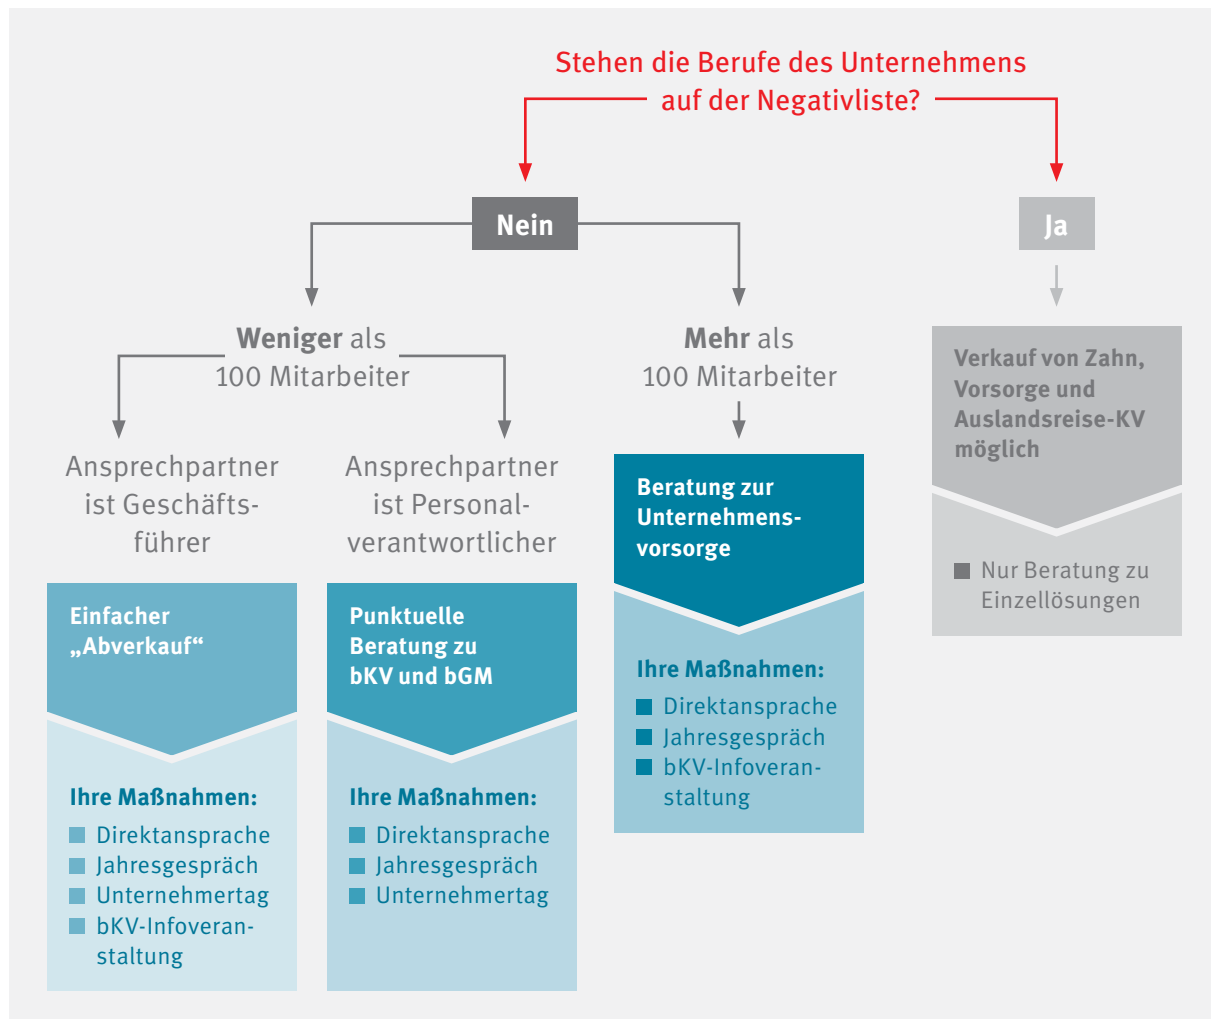 Stehen die Berufe des Unternehmens
auf der Negativliste?
Nein
Ja
Weniger als
100 Mitarbeiter
Mehr als
100 Mitarbeiter
Ansprechpartner
ist Geschäfts-
führer
Einfacher
„Abverkauf“
Ihre Maßnahmen:
Direktansprache
Jahresgespräch
Unternehmertag
bKV-Infoveran-
staltung
Ansprechpartner
ist Personal-
verantwortlicher
Punktuelle
Beratung zu
bKV und bGM
Ihre Maßnahmen:
Direktansprache
Jahresgespräch
Unternehmertag
Beratung zur
Unternehmens-
vorsorge
Ihre Maßnahmen:
Direktansprache
Jahresgespräch
bKV-Infoveran-
staltung
Verkauf von Zahn,
Vorsorge und
Auslandsreise-KV
möglich
Nur Beratung zu
Einzellösungen